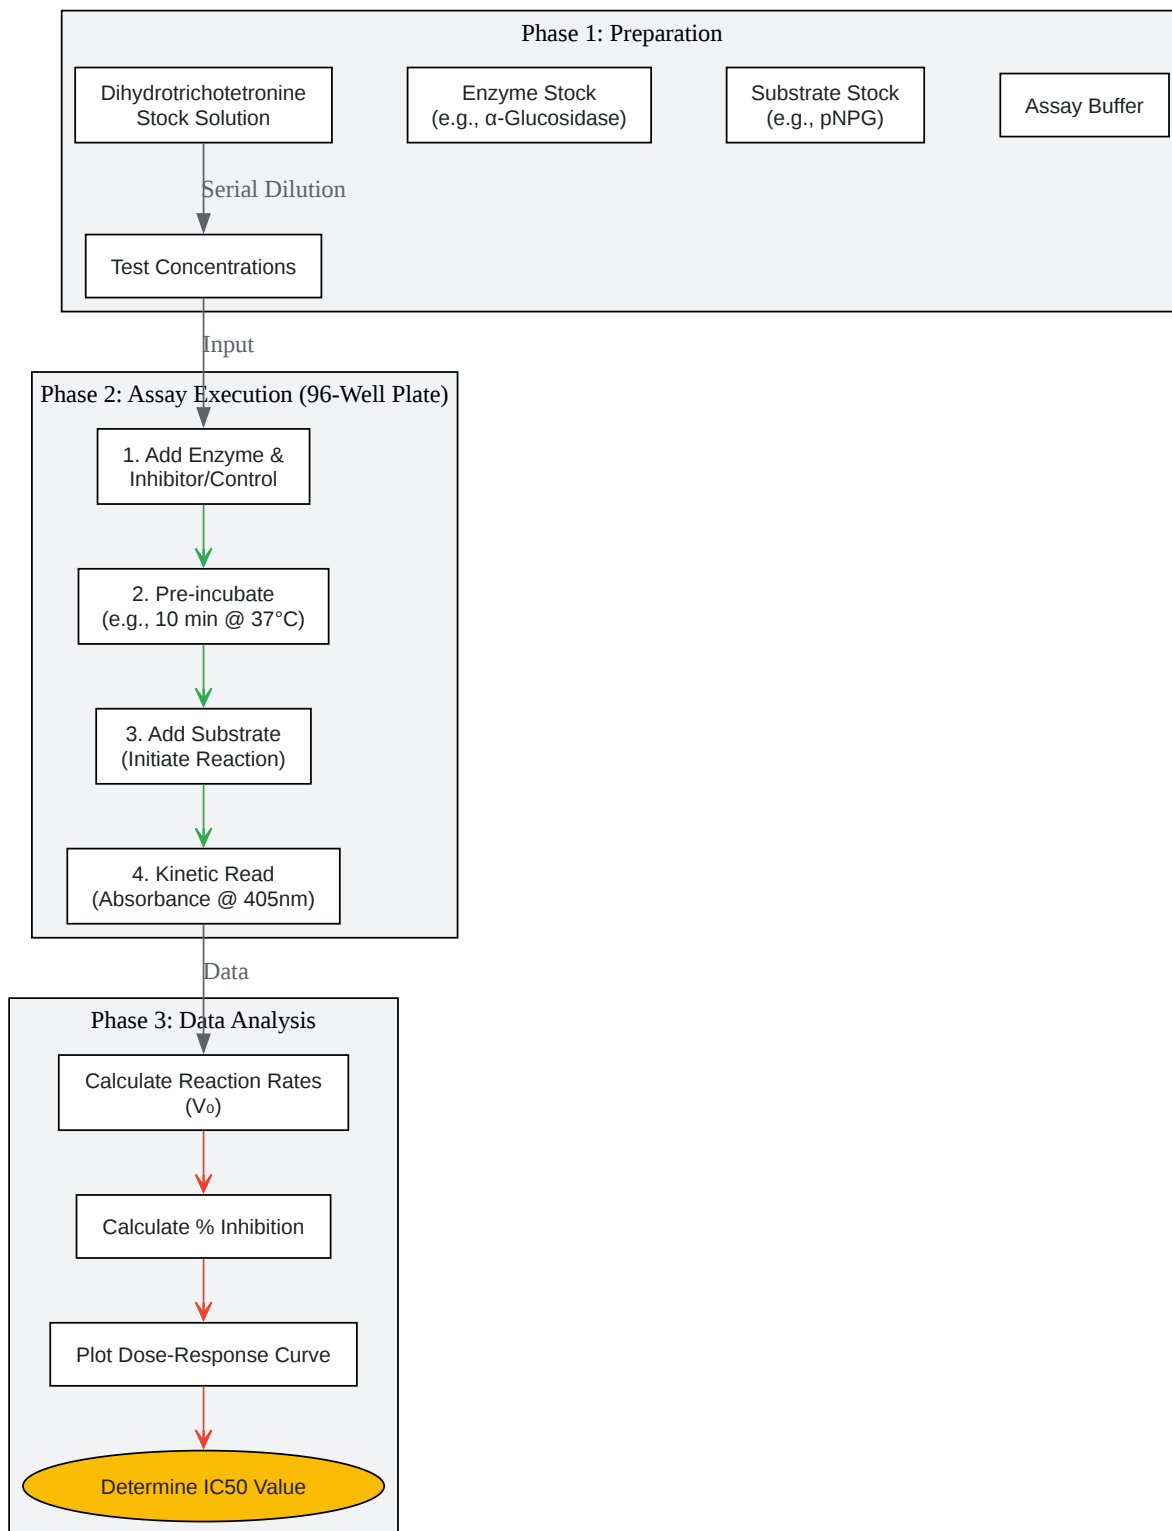 Phase 1: Preparation
Dihydrotrichotetronine
Stock Solution
Enzyme Stock
(e.g., α-Glucosidase)
Substrate Stock
(e.g., pNPG)
Assay Buffer
Serial Dilution
Test Concentrations
Input
Phase 2: Assay Execution (96-Well Plate)
1. Add Enzyme &
Inhibitor/Control
2. Pre-incubate
(e.g., 10 min @ 37°C)
3. Add Substrate
(Initiate Reaction)
4. Kinetic Read
(Absorbance @ 405nm)
Data
Phase 3: Data Analysis
Calculate Reaction Rates
(V₀)
Calculate % Inhibition
Plot Dose-Response Curve
Determine IC50 Value